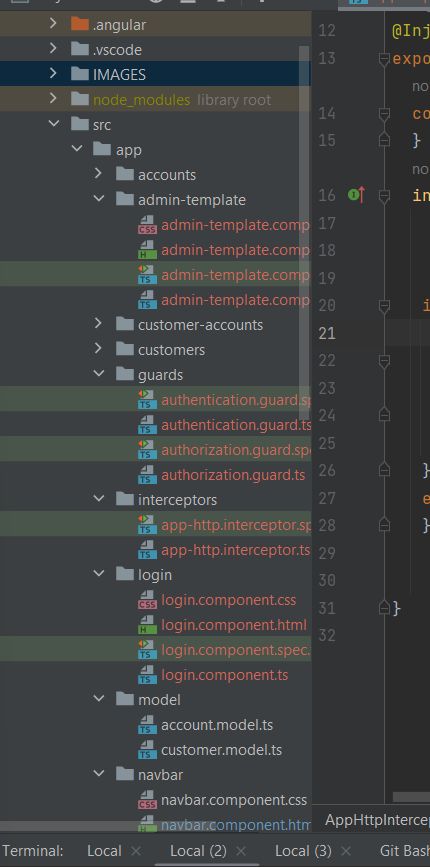 .angular
.vscode
IMAGES
node_modules library root
src
app
accounts
admin-template
admin-template.comp
admin-template.comp
admin-template.comp
admin-template.comp
customer-accounts
customers
guards
authentication.guard.sp
authentication.guard.ts
authorization.guard.spe
authorization.guard.ts
interceptors
app-http.interceptor.sp
app-http.interceptor.ts
login
login.component.css
login.component.html
login.component.spec.
login.component.ts
model
account.model.ts
customer.model.ts
navbar
navbar.component.css
navbar.component.htm
12 @Inj
13 expo
no
14 co
15 }
no
16 in
17
18
19
20 i
21
22
23
24
25
26 }
27 e
28 }
29
30
31 }
32
AppHttpIntercep
Terminal: Local × Local (2) × Local (3) × Git Bash